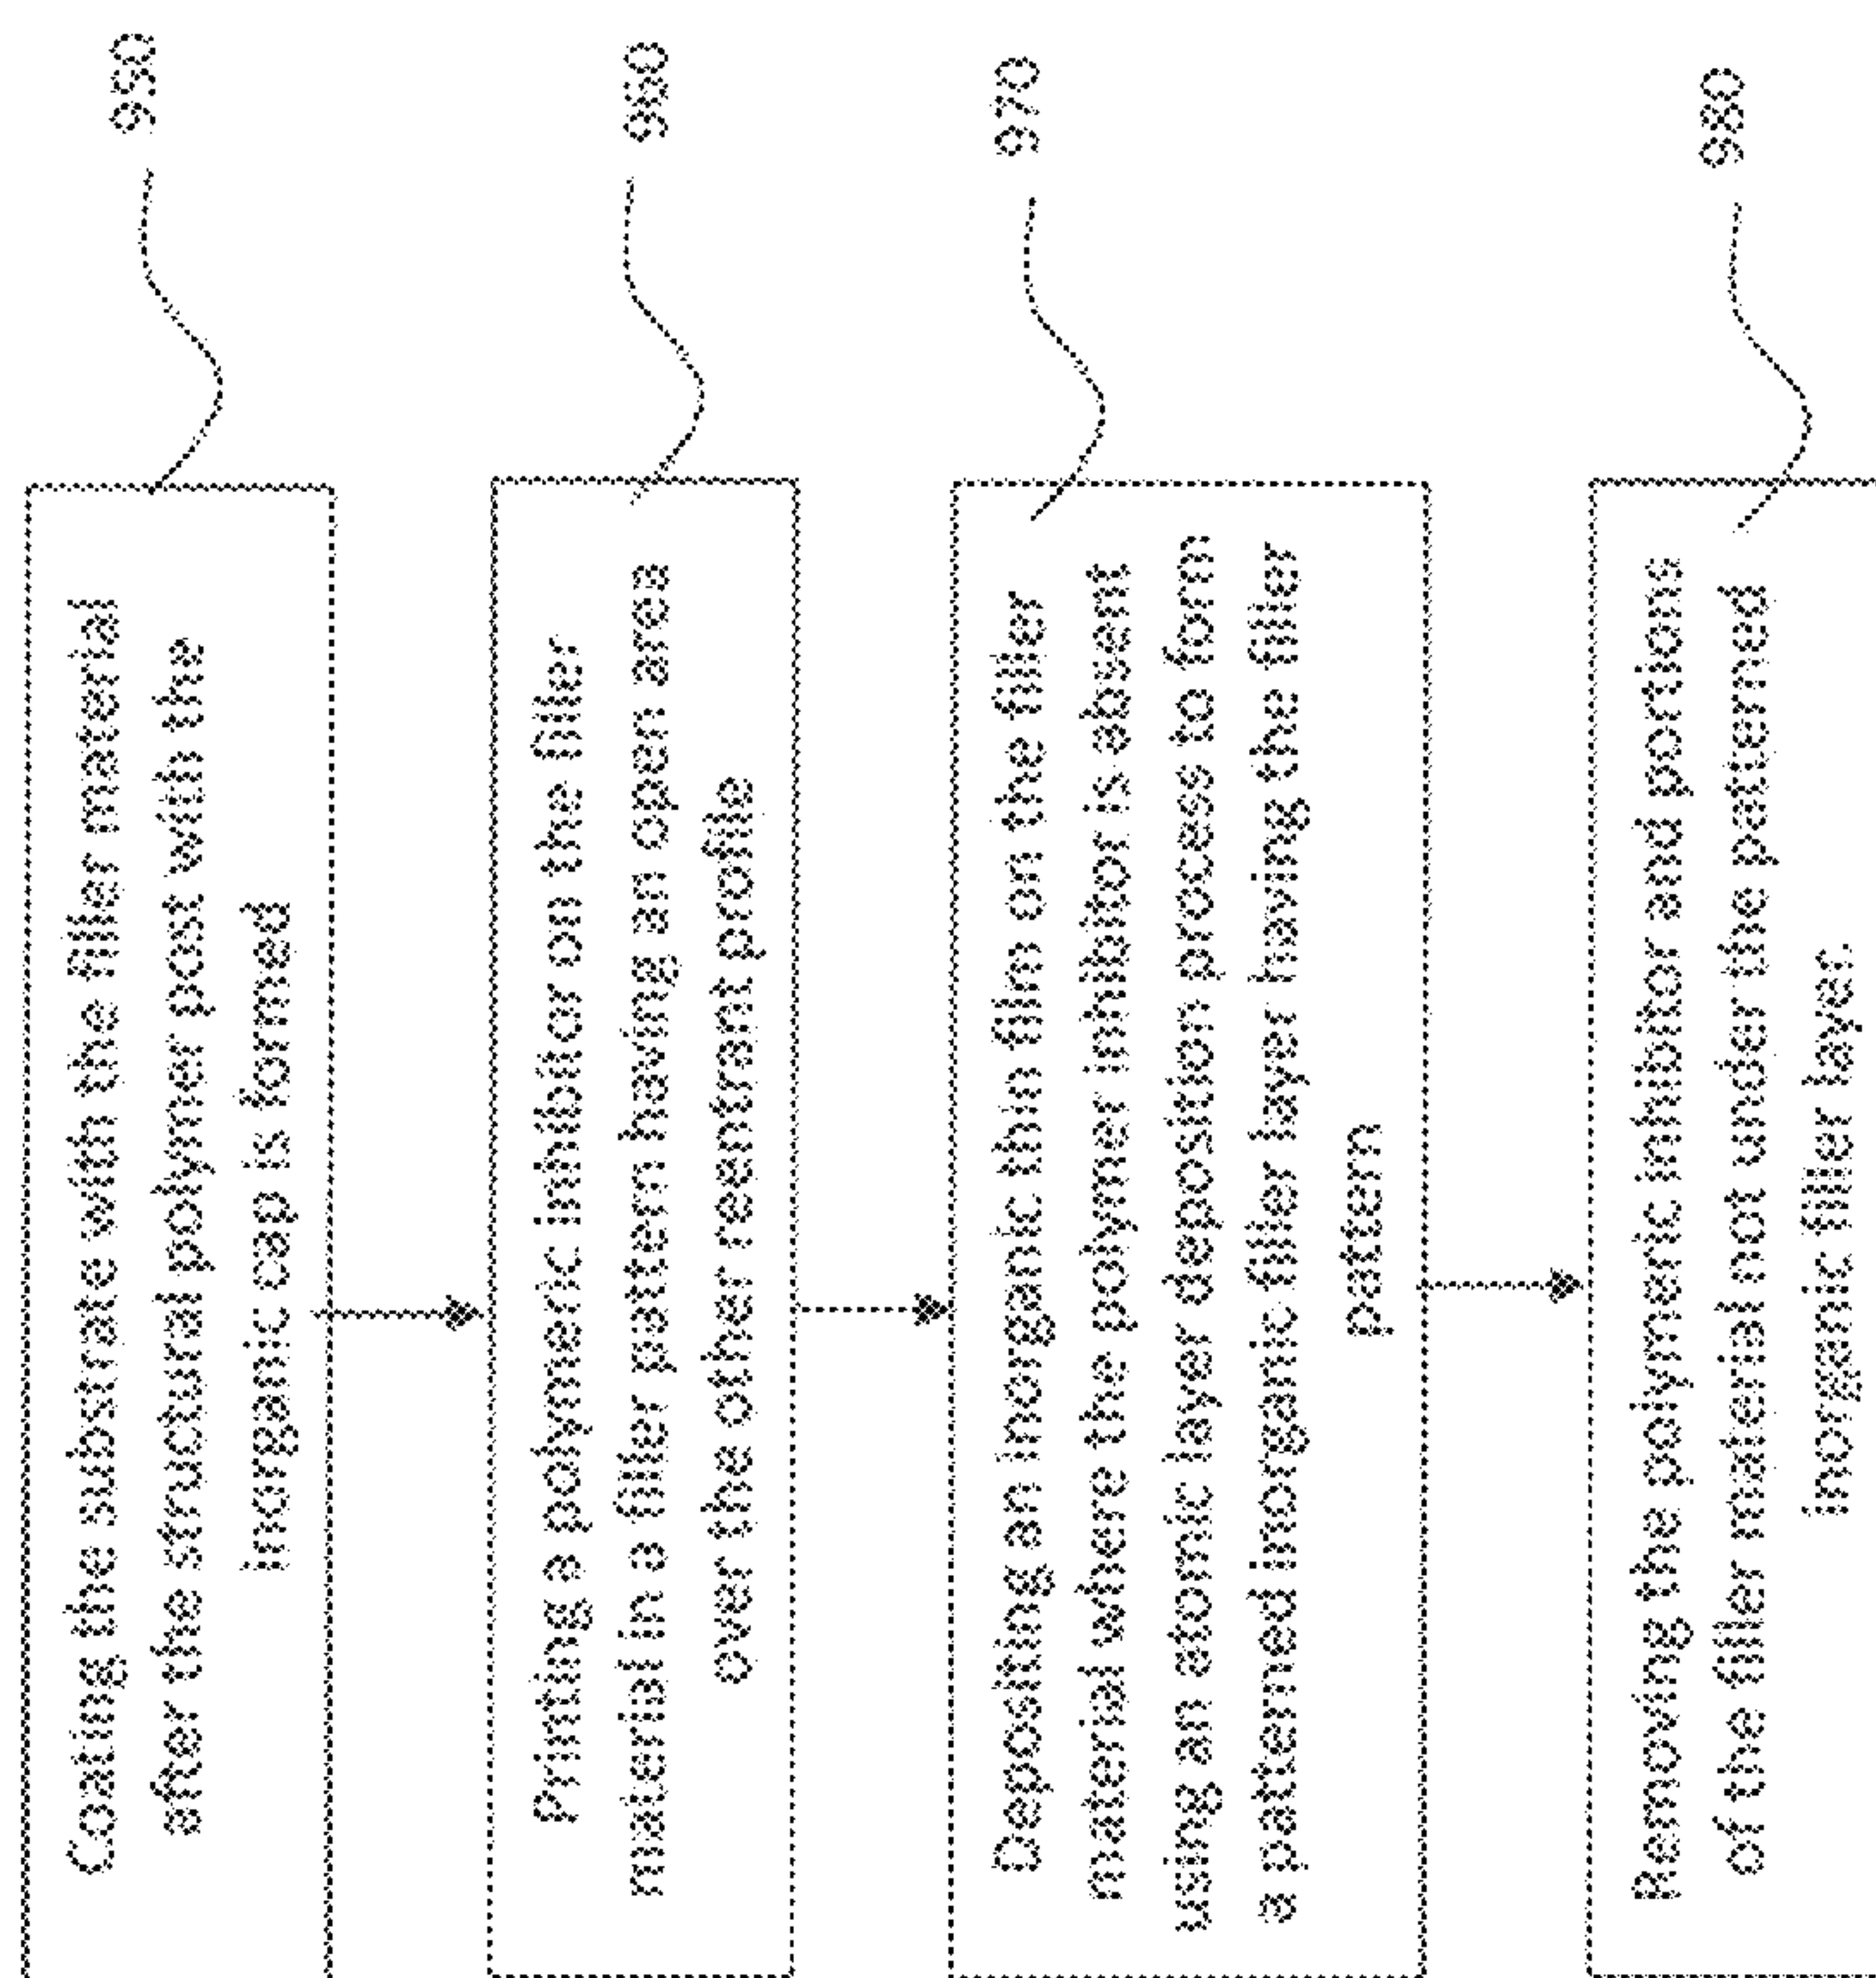 Coating the substrate with the filler material
after the structural polymer post with the
inorganic cap is formed
950
Printing a polymeric inhibitor on the filler
material in a filler pattern having an open area
over the other reentrant profile
Depositing an inorganic thin film on the filler
material where the polymer inhibitor is absent
using an atomic layer deposition process to form
a patterned inorganic filler layer having the filler
pattern
970
Removing the polymeric inhibitor and portions
of the filler material not under the patterned
inorganic filler layer
980